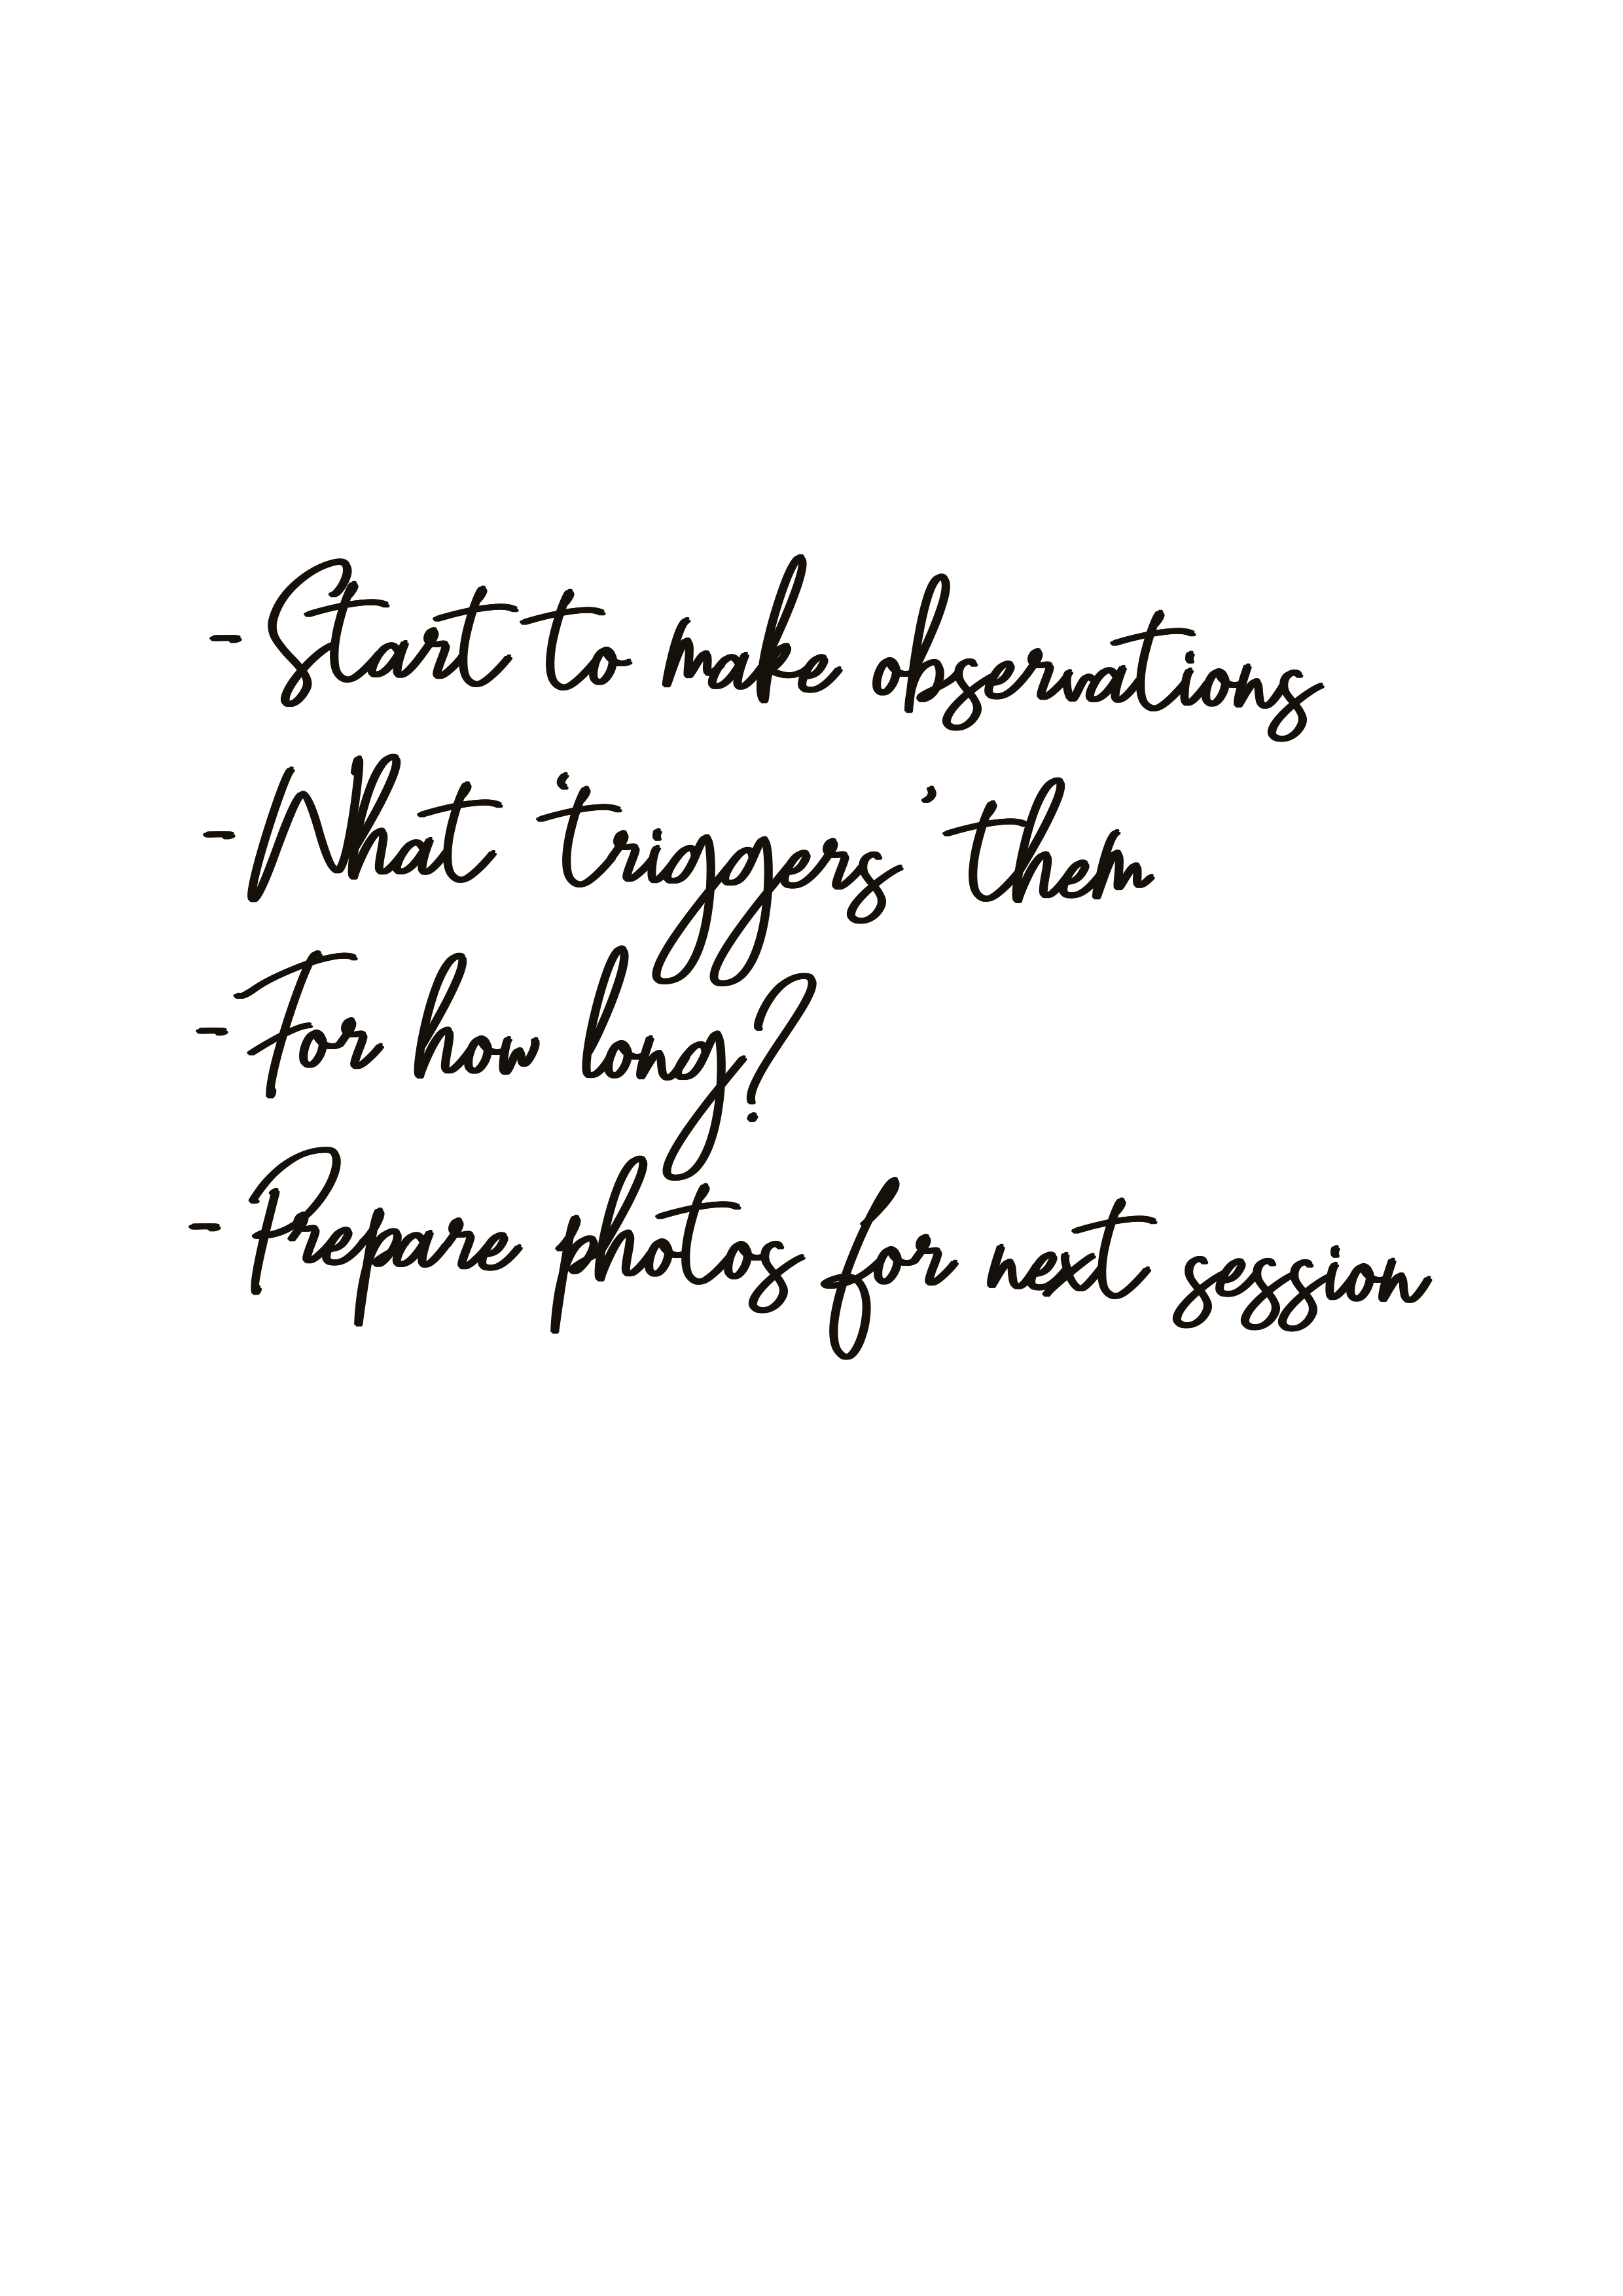 - Start to make observations
- What 'triggers' them
- For how long?
- Prepare photos for next session